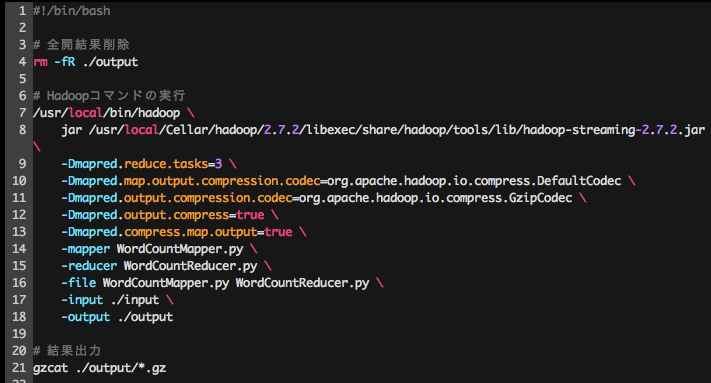 1 #!/bin/bash
2
3 # 全開結果削除
4 rm -fR ./output
5
6 # Hadoopコマンドの実行
7 /usr/local/bin/hadoop \
8 jar /usr/local/Cellar/hadoop/2.7.2/libexec/share/hadoop/tools/lib/hadoop-streaming-2.7.2.jar
\
9 -Dmapred.reduce.tasks=3 \
10 -Dmapred.map.output.compression.codec=org.apache.hadoop.io.compress.DefaultCodec \
11 -Dmapred.output.compression.codec=org.apache.hadoop.io.compress.GzipCodec \
12 -Dmapred.output.compress=true \
13 -Dmapred.compress.map.output=true \
14 -mapper WordCountMapper.py \
15 -reducer WordCountReducer.py \
16 -file WordCountMapper.py WordCountReducer.py \
17 -input ./input \
18 -output ./output
19
20 # 結果出力
21 gzcat ./output/*.gz